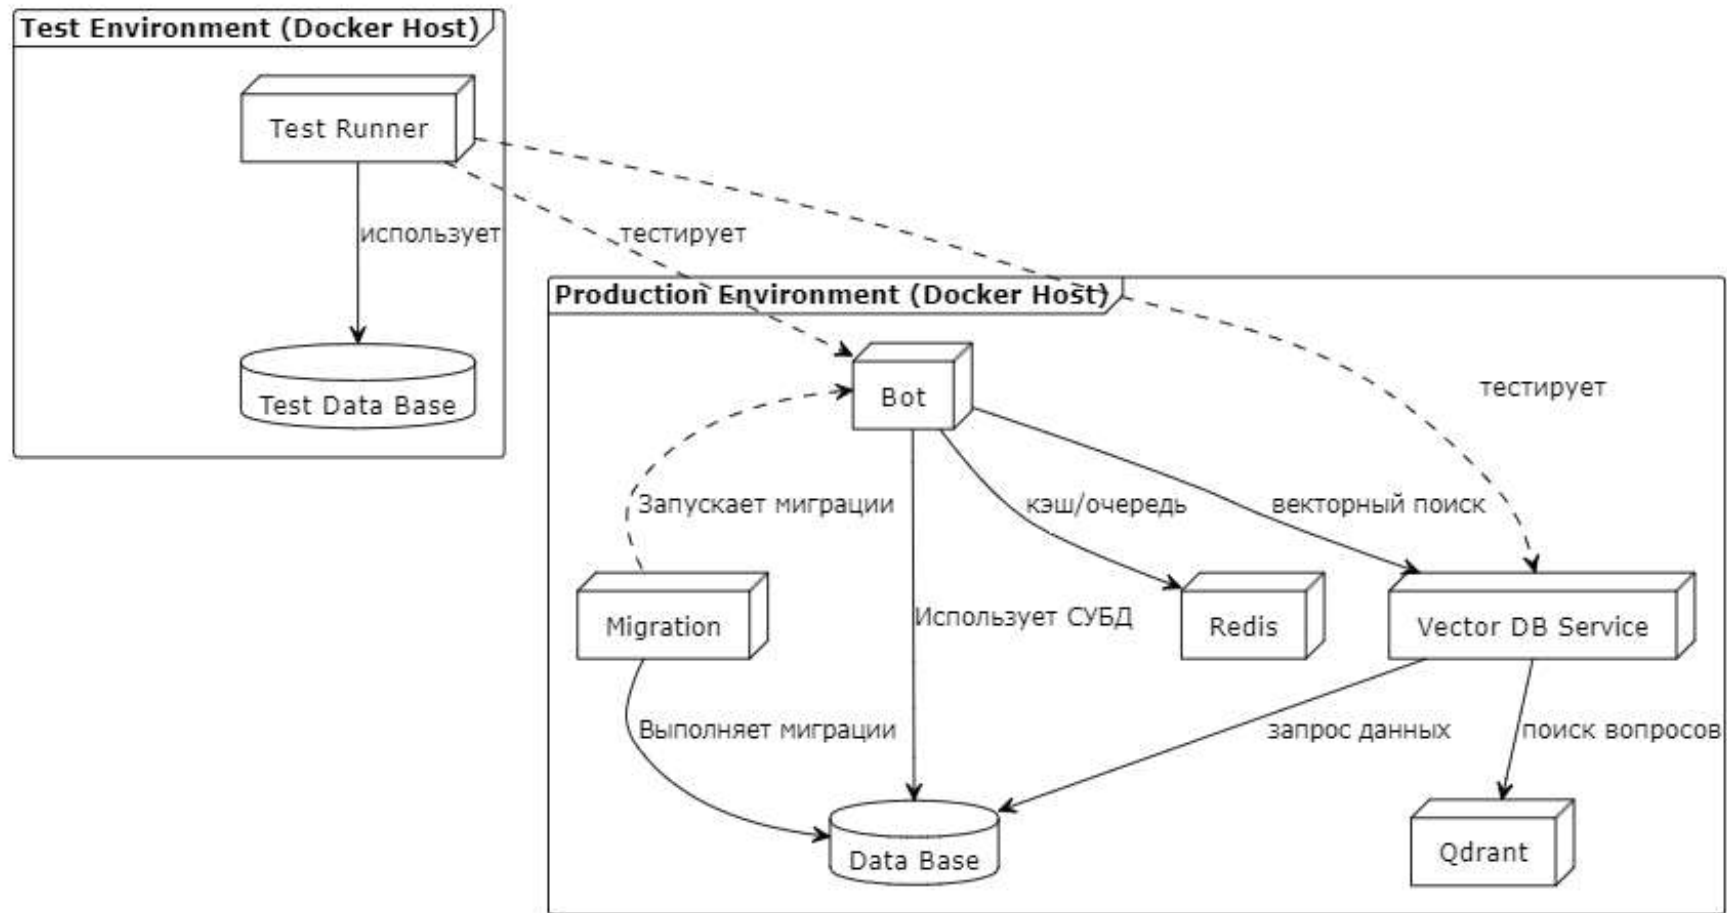 Test Environment (Docker Host)
Test Runner
использует
тестирует
Test Data Base
Production Environment (Docker Host)
Bot
тестирует
Запускает миграции
кэш/очередь
векторный поиск
Migration
Использует СУБД
Redis
Vector DB Service
Выполняет миграции
запрос данных
поиск вопросов
Data Base
Qdrant